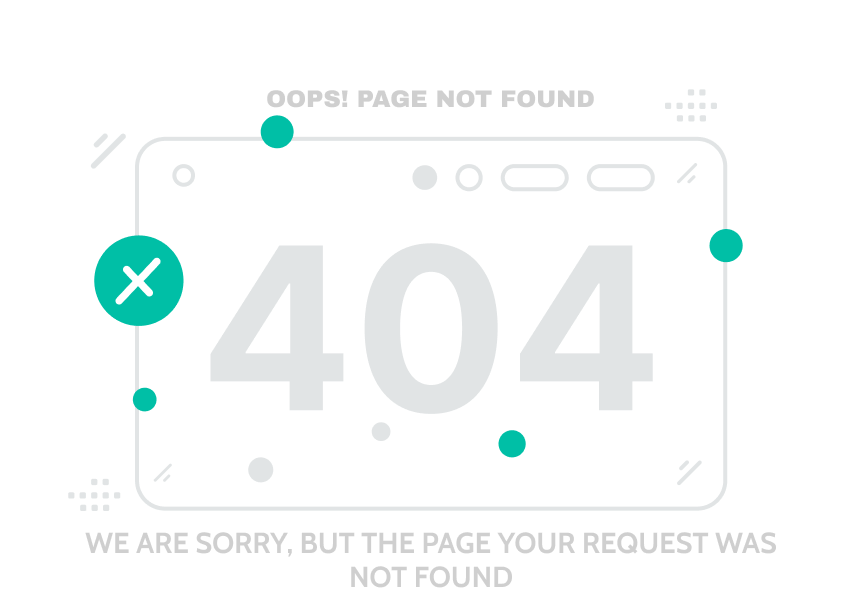 OOPS! PAGE NOT FOUND
404
WE ARE SORRY, BUT THE PAGE YOUR REQUEST WAS
NOT FOUND